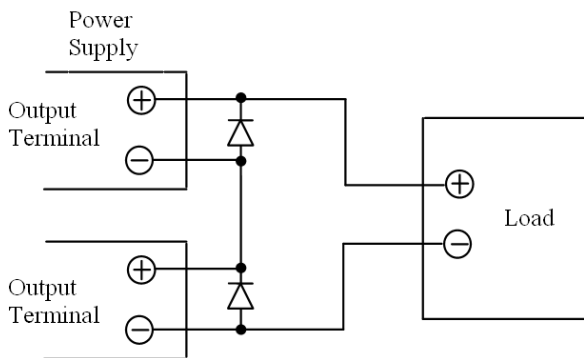 Power
Supply
Output
Terminal
+
−
Load
+
−
Output
Terminal
+
−